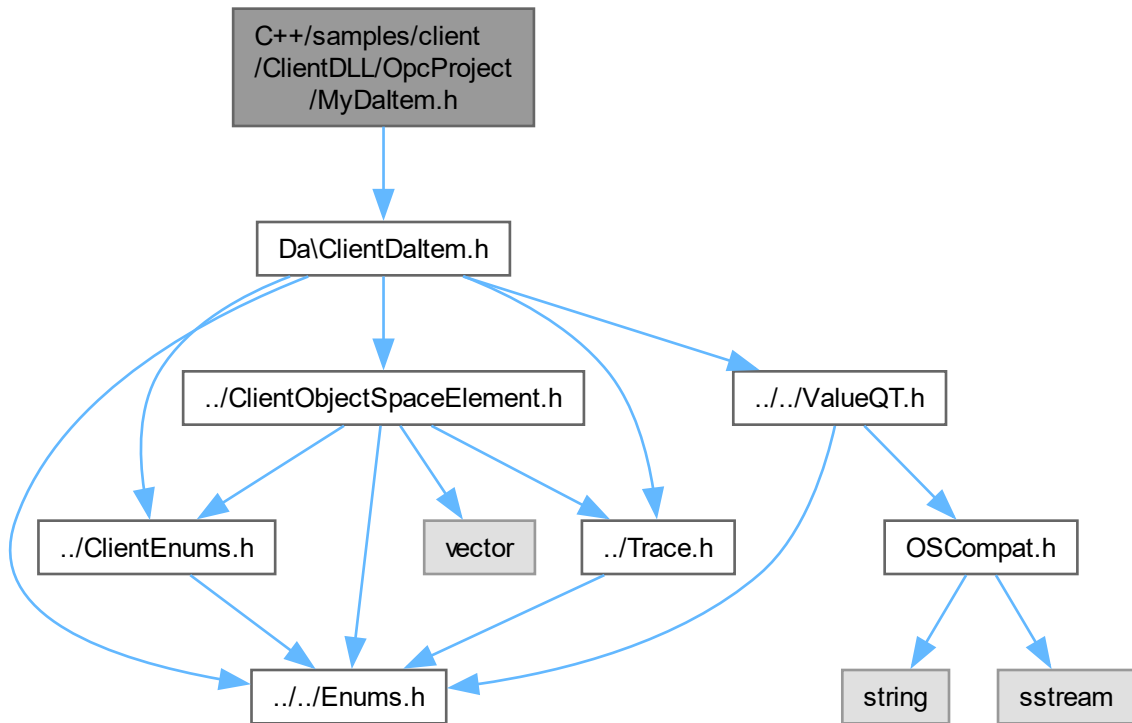 C++/samples/client
/ClientDLL/OpcProject
/MyDaItem.h
Da\ClientDaItem.h
../ClientObjectSpaceElement.h
../../ValueQT.h
../ClientEnums.h
vector
../Trace.h
OSCompat.h
../../Enums.h
string
sstream